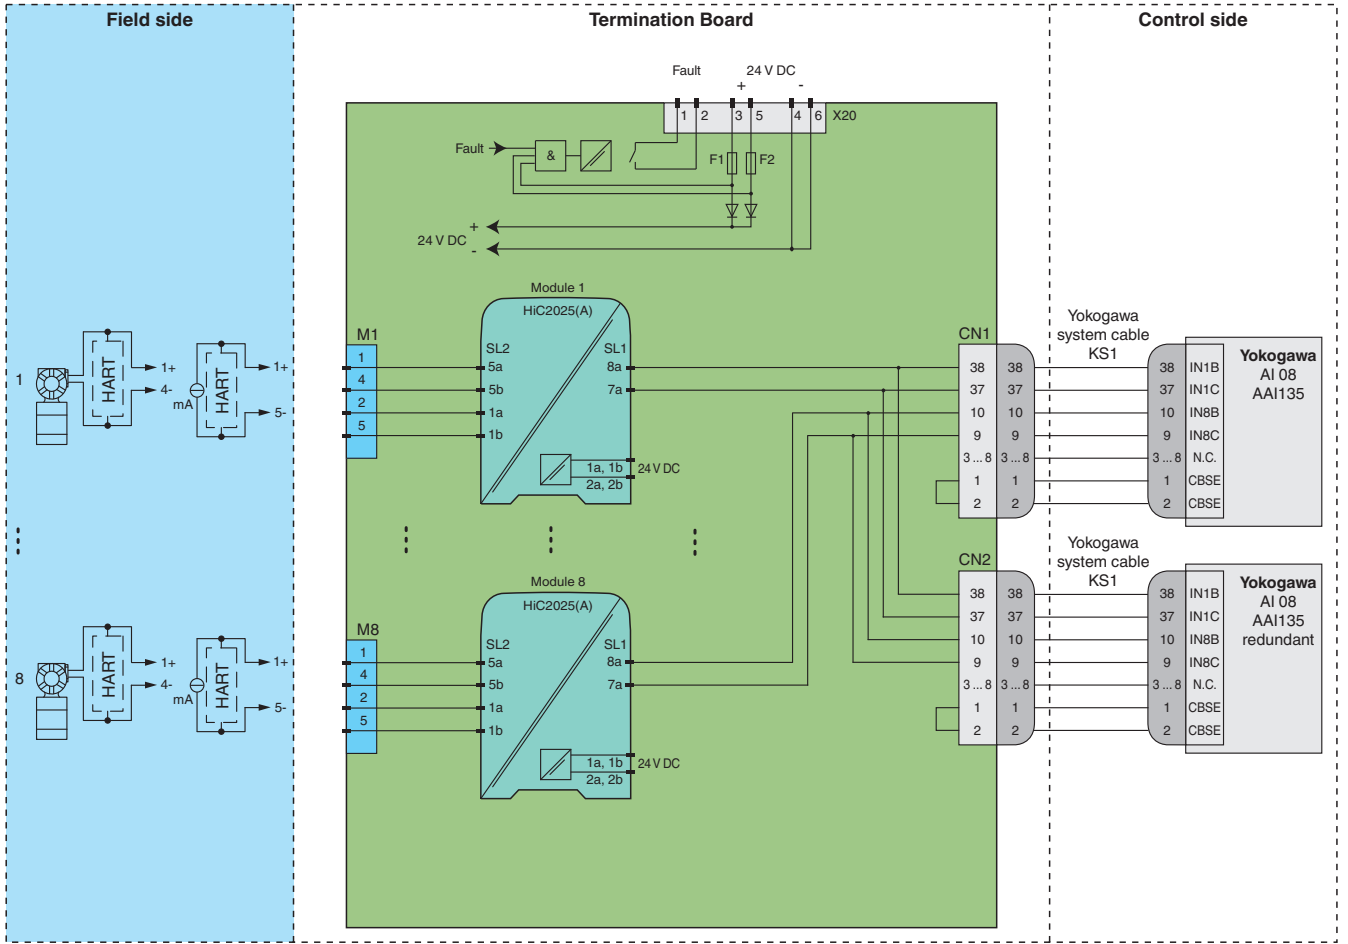 Field side
Termination Board
Control side
Fault 24 V DC
+ -
1 2 3 5 4 6 X20
Fault & F1 F2
+
24 V DC
-
Module 1
HiC2025(A)
M1
SL2 SL1
1 5a 8a
4 5b 7a
2 1a
5 1b
1a, 1b 24 V DC
2a, 2b
1 HART 1+
4-
mA HART 1+
5-
CN1
38 38
37 37
10 10
9 9
3 ... 8 3 ... 8
1 1
2 2
Yokogawa
system cable
KS1
38 IN1B
37 IN1C
10 IN8B
9 IN8C
3 ... 8 N.C.
1 CBSE
2 CBSE
Yokogawa
AI 08
AAI135
Module 8
HiC2025(A)
M8
SL2 SL1
1 5a 8a
4 5b 7a
2 1a
5 1b
1a, 1b 24 V DC
2a, 2b
8 HART 1+
4-
mA HART 1+
5-
CN2
38 38
37 37
10 10
9 9
3 ... 8 3 ... 8
1 1
2 2
Yokogawa
system cable
KS1
38 IN1B
37 IN1C
10 IN8B
9 IN8C
3 ... 8 N.C.
1 CBSE
2 CBSE
Yokogawa
AI 08
AAI135
redundant